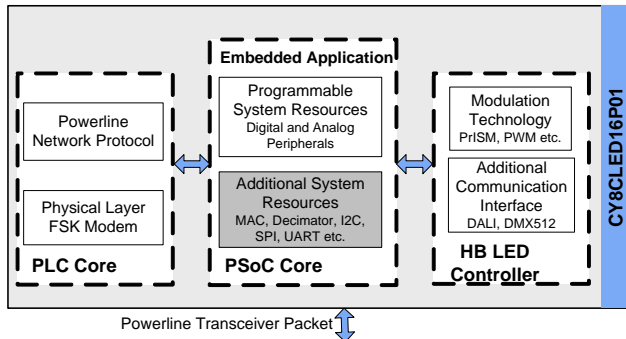 Embedded Application
Powerline
Network Protocol
Physical Layer
FSK Modem
PLC Core
Programmable
System Resources
Digital and Analog
Peripherals
Additional System
Resources
MAC, Decimator, I2C,
SPI, UART etc.
PSoC Core
Modulation
Technology
PrISM, PWM etc.
Additional
Communication
Interface
DALI, DMX512
HB LED
Controller
CY8CLED16P01
Powerline Transceiver Packet